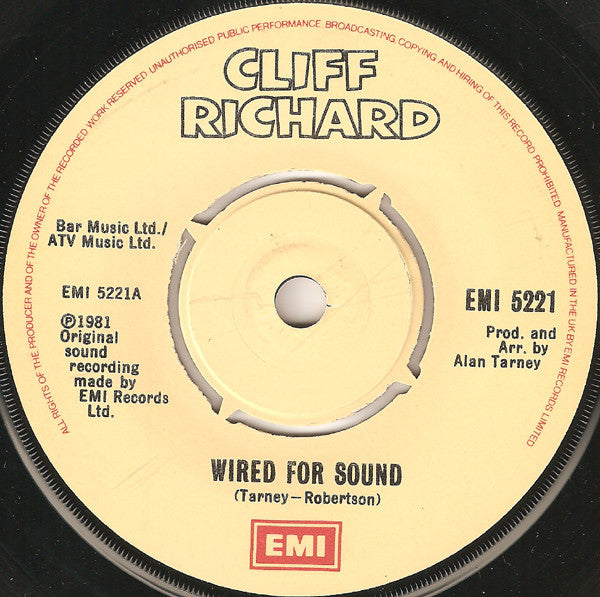 ALL RIGHTS OF THE PRODUCER AND OF THE OWNER OF THE RECORDED WORK RESERVED. UNAUTHORISED PUBLIC PERFORMANCE, BROADCASTING, COPYING AND HIRING OF THIS RECORD PROHIBITED. MANUFACTURED IN THE UK BY EMI RECORDS LIMITED
CLIFF
RICHARD
Bar Music Ltd./
ATV Music Ltd.
EMI 5221A
℗1981
Original
sound
recording
made by
EMI Records
Ltd.
EMI 5221
Prod. and
Arr. by
Alan Tarney
WIRED FOR SOUND
(Tarney—Robertson)
EMI